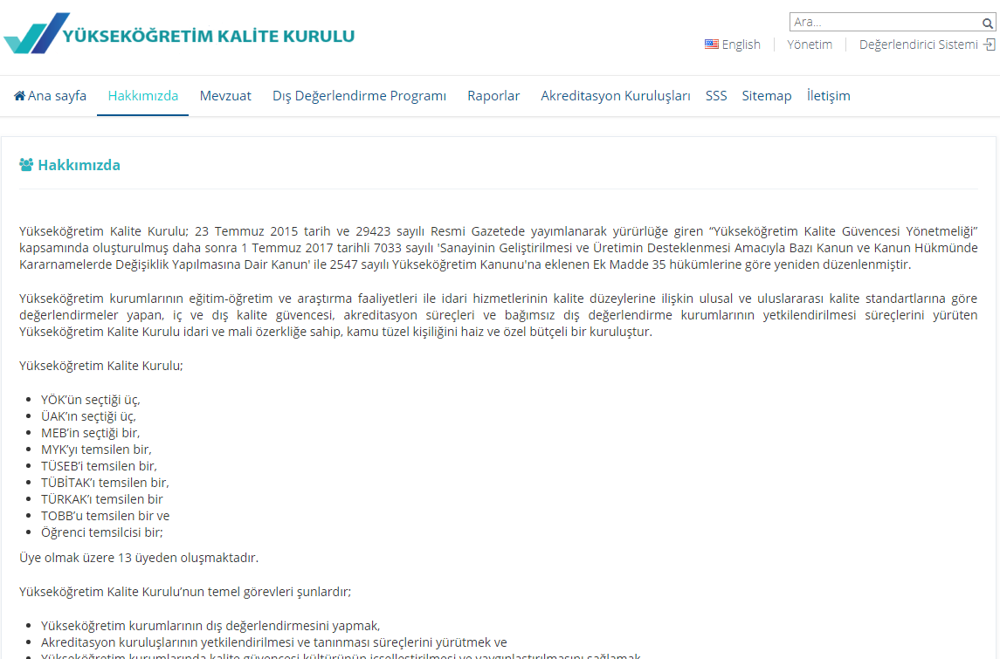 YÜKSEKÖĞRETİM KALİTE KURULU
Ara...
English
Yönetim
Değerlendirici Sistemi
Ana sayfa
Hakkımızda
Mevzuat
Dış Değerlendirme Programı
Raporlar
Akreditasyon Kuruluşları
SSS
Sitemap
İletişim
Hakkımızda
Yükseköğretim Kalite Kurulu; 23 Temmuz 2015 tarih ve 29423 sayılı Resmi Gazetede yayımlanarak yürürlüğe giren “Yükseköğretim Kalite Güvencesi Yönetmeliği”
kapsamında oluşturulmuş daha sonra 1 Temmuz 2017 tarihli 7033 sayılı 'Sanayinin Geliştirilmesi ve Üretimin Desteklenmesi Amacıyla Bazı Kanun ve Kanun Hükmünde
Kararnamelerde Değişiklik Yapılmasına Dair Kanun' ile 2547 sayılı Yükseköğretim Kanunu'na eklenen Ek Madde 35 hükümlerine göre yeniden düzenlenmiştir.
Yükseköğretim kurumlarının eğitim-öğretim ve araştırma faaliyetleri ile idari hizmetlerinin kalite düzeylerine ilişkin ulusal ve uluslararası kalite standartlarına göre
değerlendirmeler yapan, iç ve dış kalite güvencesi, akreditasyon süreçleri ve bağımsız dış değerlendirme kurumlarının yetkilendirilmesi süreçlerini yürüten
Yükseköğretim Kalite Kurulu idari ve mali özerkliğe sahip, kamu tüzel kişiliğini haiz ve özel bütçeli bir kuruluştur.
Yükseköğretim Kalite Kurulu;
• YÖK’ün seçtiği üç,
• ÜAK’ın seçtiği üç,
• MEB’in seçtiği bir,
• MYK’yı temsilen bir,
• TÜSEB’i temsilen bir,
• TÜBİTAK’ı temsilen bir,
• TÜRKAK’ı temsilen bir
• TOBB’u temsilen bir ve
• Öğrenci temsilcisi bir;
Üye olmak üzere 13 üyeden oluşmaktadır.
Yükseköğretim Kalite Kurulu’nun temel görevleri şunlardır;
• Yükseköğretim kurumlarının dış değerlendirmesini yapmak,
• Akreditasyon kuruluşlarının yetkilendirilmesi ve tanınması süreçlerini yürütmek ve
• Yükseköğretim kurumlarında kalite güvencesi kültürünün içselleştirilmesi ve yaygınlaştırılmasını sağlamak